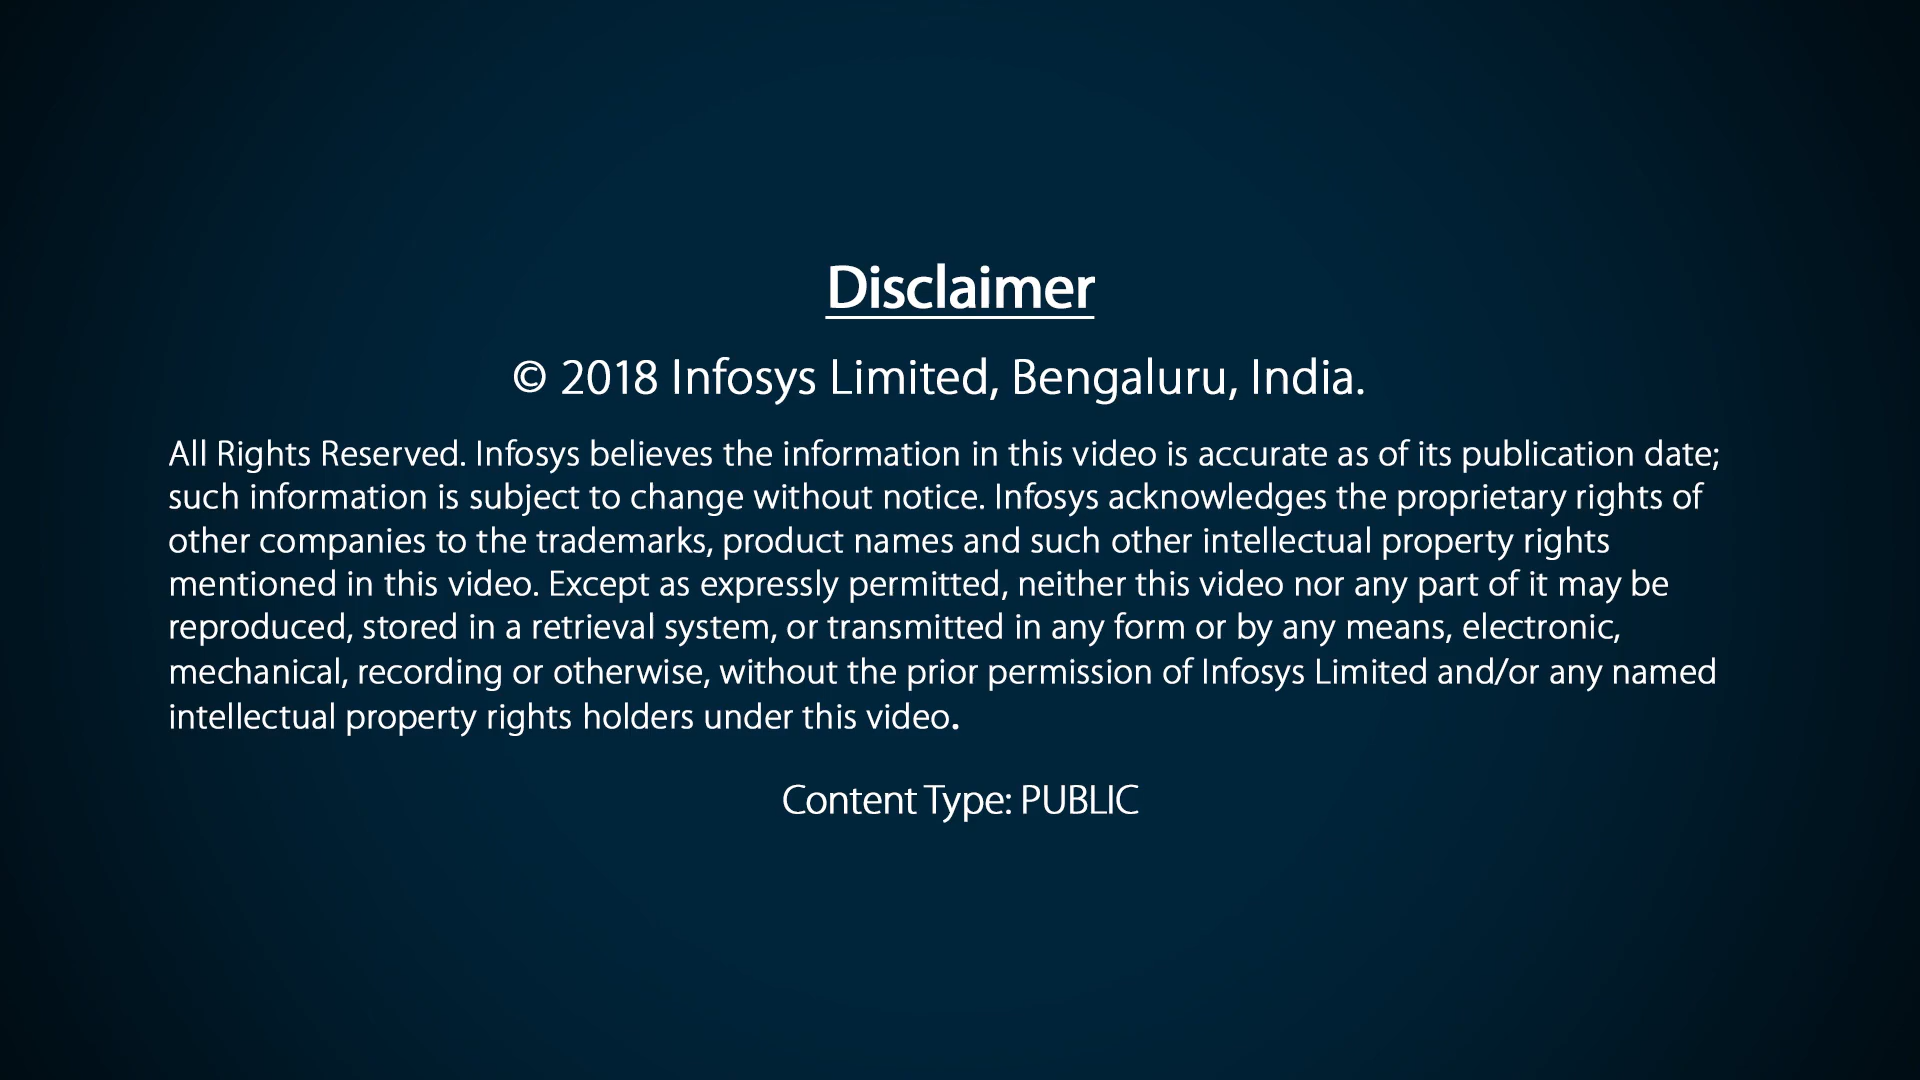 Disclaimer
© 2018 Infosys Limited, Bengaluru, India.
All Rights Reserved. Infosys believes the information in this video is accurate as of its publication date;
such information is subject to change without notice. Infosys acknowledges the proprietary rights of
other companies to the trademarks, product names and such other intellectual property rights
mentioned in this video. Except as expressly permitted, neither this video nor any part of it may be
reproduced, stored in a retrieval system, or transmitted in any form or by any means, electronic,
mechanical, recording or otherwise, without the prior permission of Infosys Limited and/or any named
intellectual property rights holders under this video.
Content Type: PUBLIC